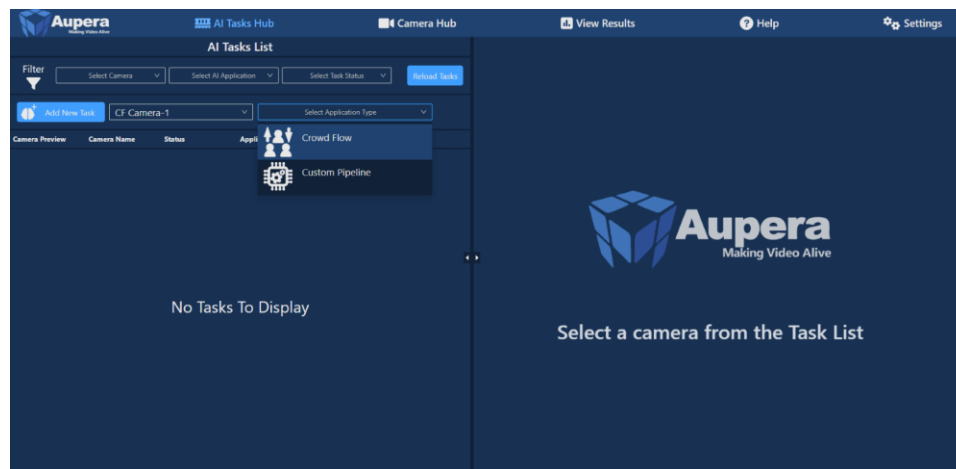 Aupera
Making Video Alive
AI Tasks Hub
Camera Hub
View Results
Help
Settings
AI Tasks List
Filter
Select Camera
Select AI Application
Select Task Status
Reload Tasks
Add New Task
CF Camera-1
Select Application Type
Camera Preview
Camera Name
Status
Appli
Crowd Flow
Custom Pipeline
No Tasks To Display
Aupera
Making Video Alive
Select a camera from the Task List